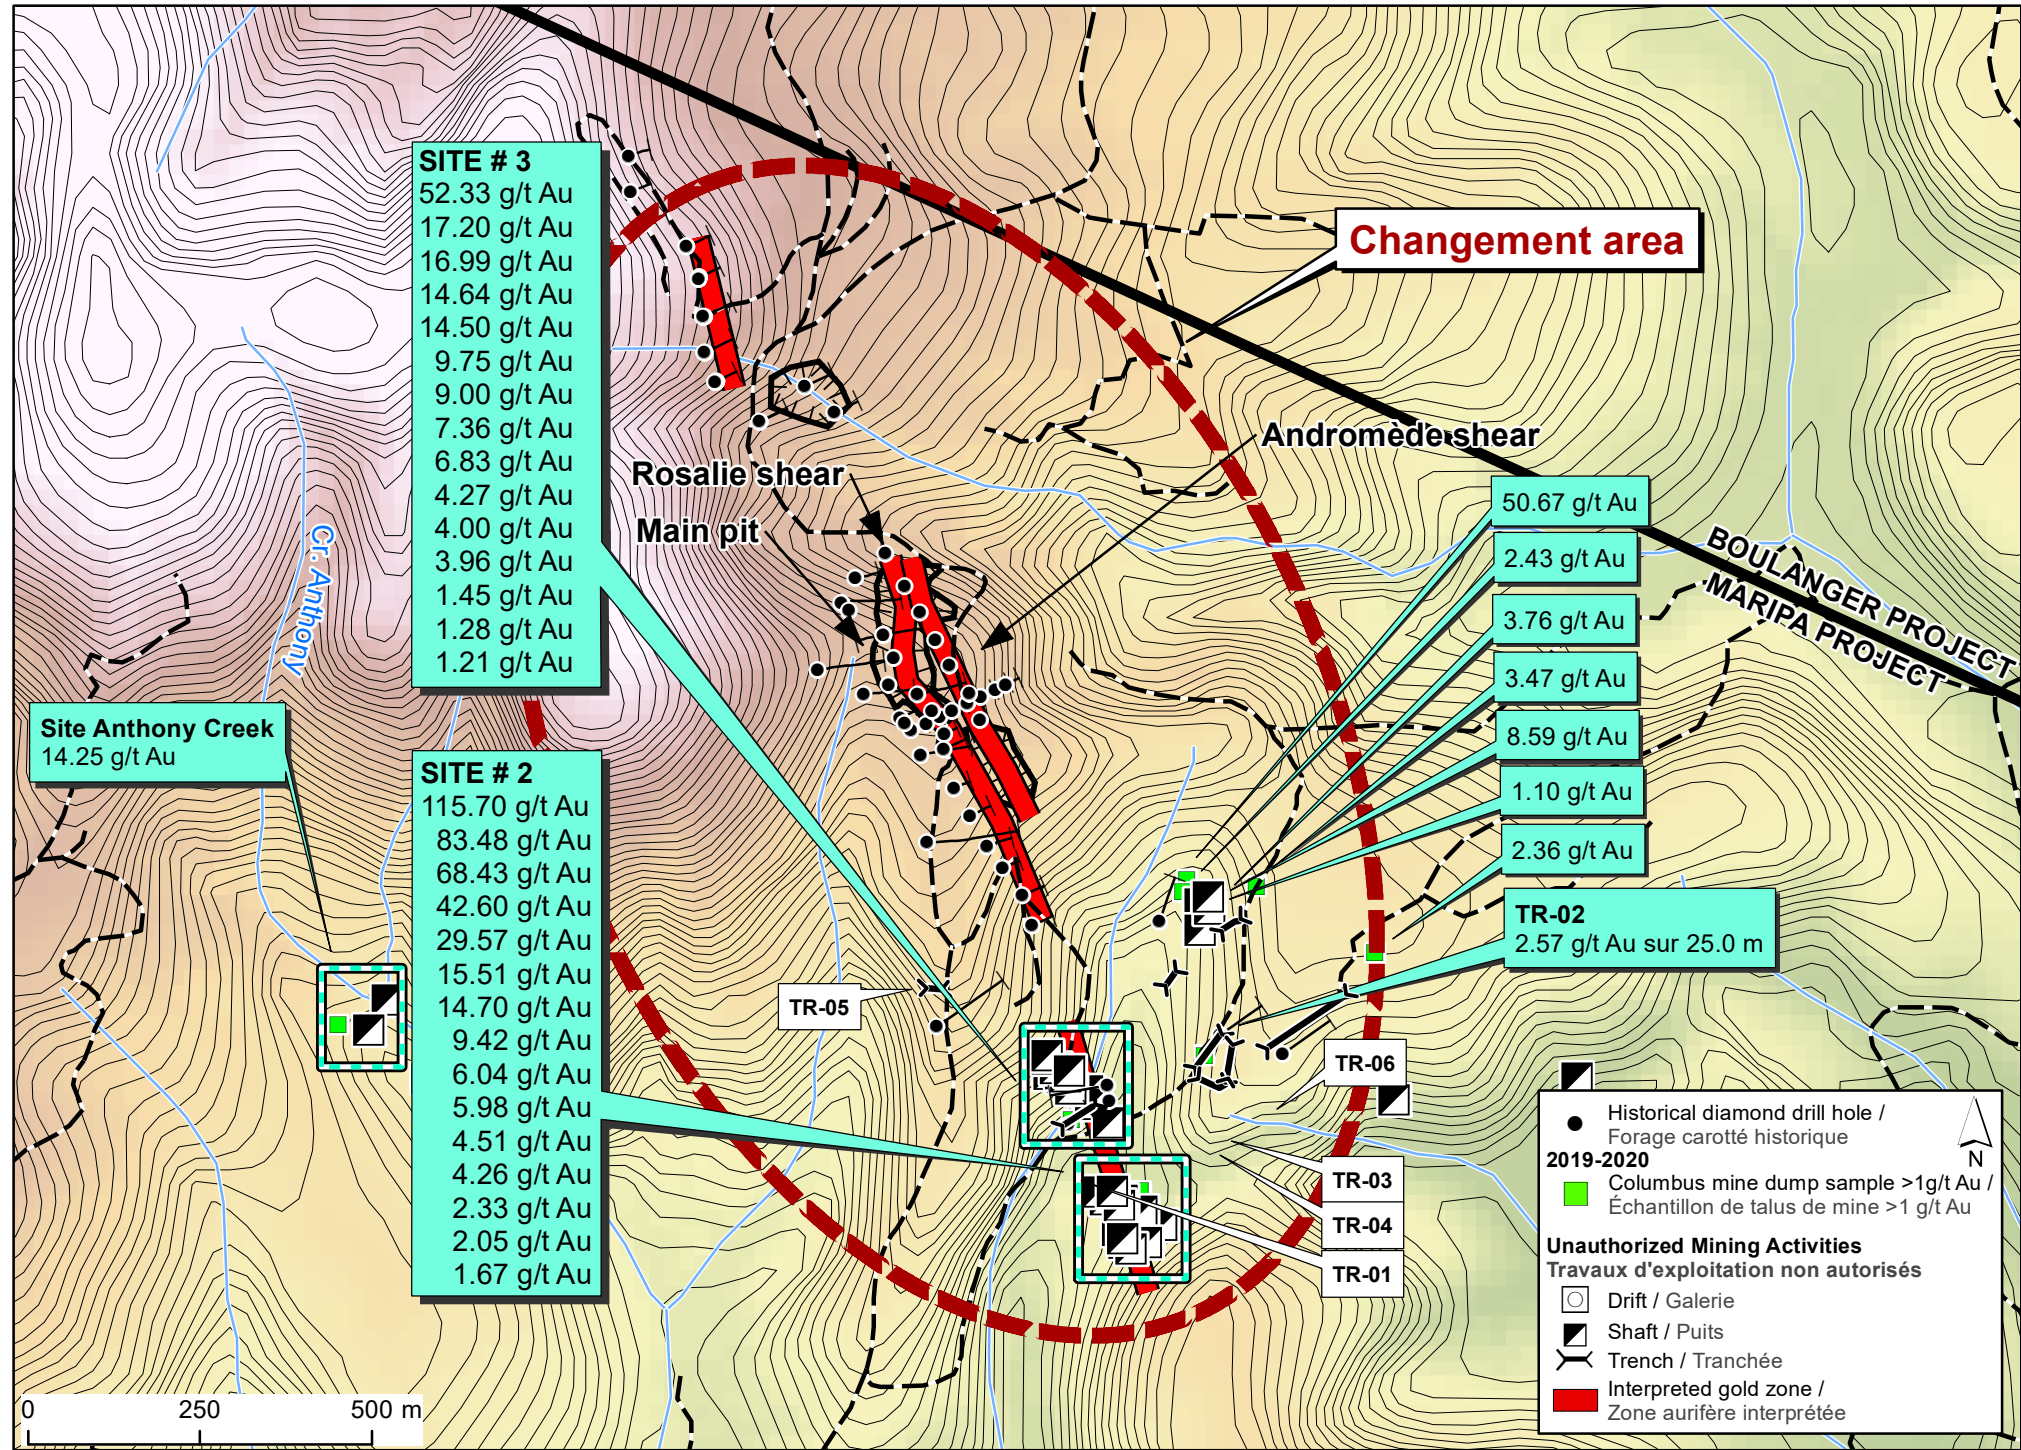 SITE # 3
52.33 g/t Au
17.20 g/t Au
16.99 g/t Au
14.64 g/t Au
14.50 g/t Au
9.75 g/t Au
9.00 g/t Au
7.36 g/t Au
6.83 g/t Au
4.27 g/t Au
4.00 g/t Au
3.96 g/t Au
1.45 g/t Au
1.28 g/t Au
1.21 g/t Au
Changement area
Andromède shear
Rosalie shear
Main pit
50.67 g/t Au
2.43 g/t Au
3.76 g/t Au
3.47 g/t Au
8.59 g/t Au
1.10 g/t Au
2.36 g/t Au
TR-02
2.57 g/t Au sur 25.0 m
BOULANGER PROJECT
MARIPA PROJECT
Cr. Anthony
Site Anthony Creek
14.25 g/t Au
SITE # 2
115.70 g/t Au
83.48 g/t Au
68.43 g/t Au
42.60 g/t Au
29.57 g/t Au
15.51 g/t Au
14.70 g/t Au
9.42 g/t Au
6.04 g/t Au
5.98 g/t Au
4.51 g/t Au
4.26 g/t Au
2.33 g/t Au
2.05 g/t Au
1.67 g/t Au
TR-05
TR-06
TR-03
TR-04
TR-01
Historical diamond drill hole /
Forage carotté historique
N
2019-2020
Columbus mine dump sample >1g/t Au /
Échantillon de talus de mine >1 g/t Au
Unauthorized Mining Activities
Travaux d'exploitation non autorisés
Drift / Galerie
Shaft / Puits
Trench / Tranchée
Interpreted gold zone /
Zone aurifère interprétée
0 250 500 m